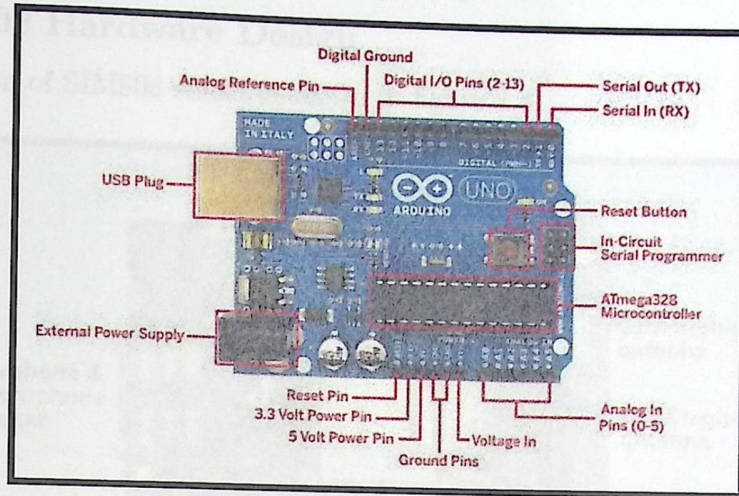 Hardware Design
Digital Ground
Analog Reference Pin
Digital I/O Pins (2-13)
Serial Out (TX)
Serial In (RX)
MADE
IN ITALY
DIGITAL (PWM~)
USB Plug
UNO
ARDUINO
Reset Button
In-Circuit
Serial Programmer
ATmega328
Microcontroller
External Power Supply
Reset Pin
3.3 Volt Power Pin
5 Volt Power Pin
Ground Pins
Voltage In
Analog In
Pins (0-5)